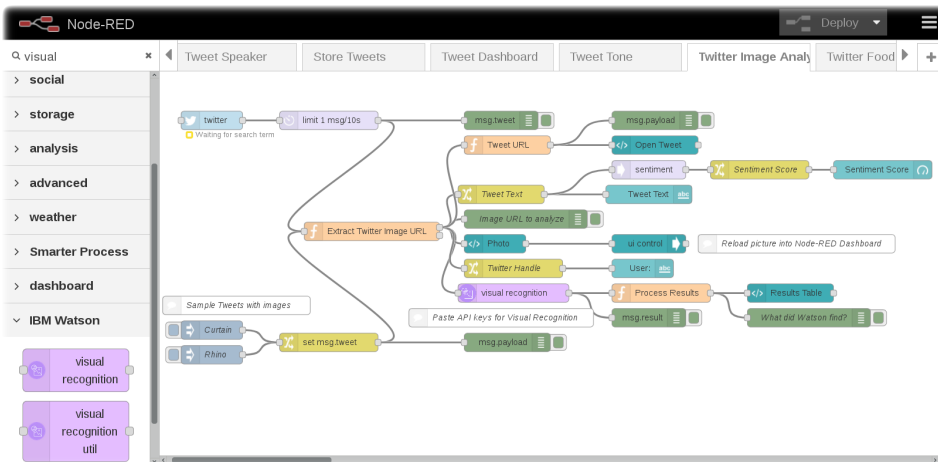 Node-RED
Deploy
visual
Tweet Speaker
Store Tweets
Tweet Dashboard
Tweet Tone
Twitter Image Analy
Twitter Food
social
storage
analysis
advanced
weather
Smarter Process
dashboard
IBM Watson
visual
recognition
visual
recognition
util
twitter
Waiting for search term
limit 1 msg/10s
msg.tweet
msg.payload
Tweet URL
Open Tweet
sentiment
Sentiment Score
Sentiment Score
Tweet Text
Tweet Text
abc
Image URL to analyze
Extract Twitter Image URL
Photo
ui control
Reload picture into Node-RED Dashboard
Twitter Handle
User:
abc
visual recognition
Process Results
Results Table
Sample Tweets with images
Paste API keys for Visual Recognition
msg.result
What did Watson find?
Curtain
Rhino
set msg.tweet
msg.payload